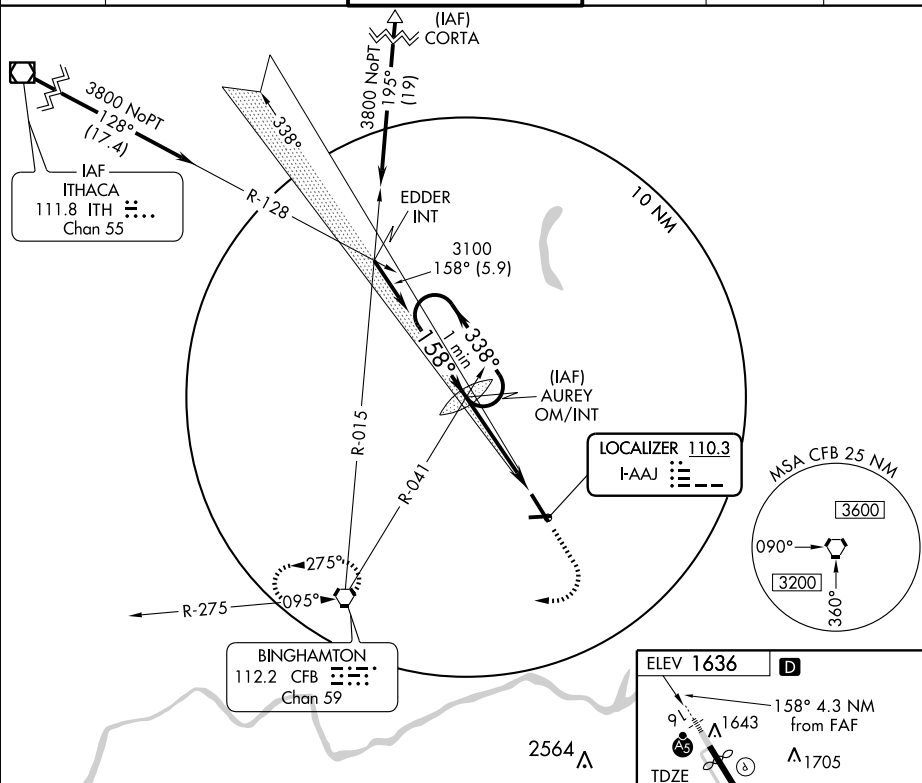 (IAF)
CORTA
3800 NoPT
195°
(19)
3800 NoPT
128°
(17.4)
338°
IAF
ITHACA
111.8 ITH
Chan 55
R-128
EDDER
INT
10 NM
3100
158° (5.9)
158°
1 min
338°
(IAF)
AUREY
OM/INT
R-015
R-041
LOCALIZER 110.3
I-AAJ
MSA CFB 25 NM
3600
090°
3200
360°
275°
095°
R-275
BINGHAMTON
112.2 CFB
Chan 59
ELEV 1636
D
158° 4.3 NM
from FAF
16
1643
A5
P
1705
TDZE
2564